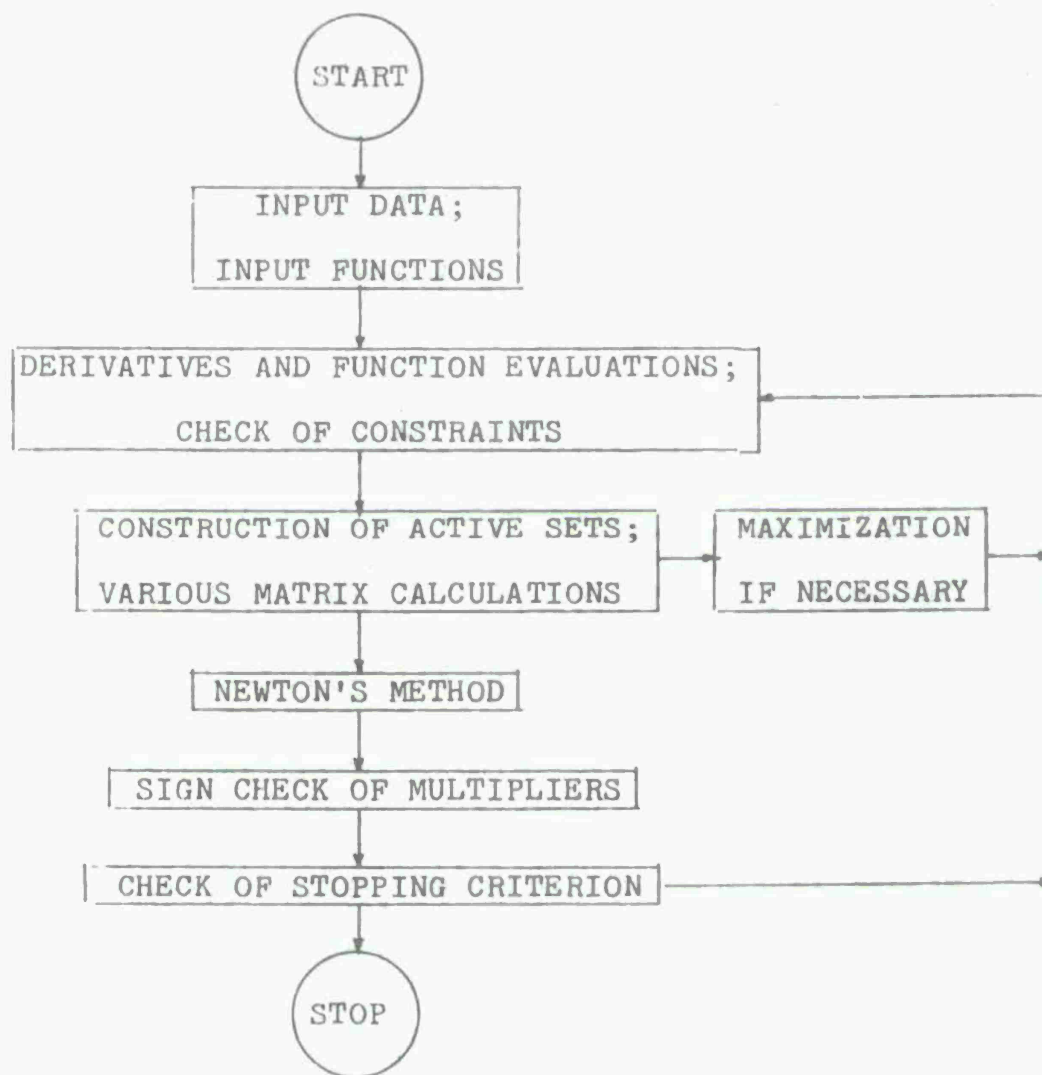 START
INPUT DATA;
INPUT FUNCTIONS
DERIVATIVES AND FUNCTION EVALUATIONS;
CHECK OF CONSTRAINTS
CONSTRUCTION OF ACTIVE SETS;
VARIOUS MATRIX CALCULATIONS
MAXIMIZATION
IF NECESSARY
NEWTON'S METHOD
SIGN CHECK OF MULTIPLIERS
CHECK OF STOPPING CRITERION
STOP